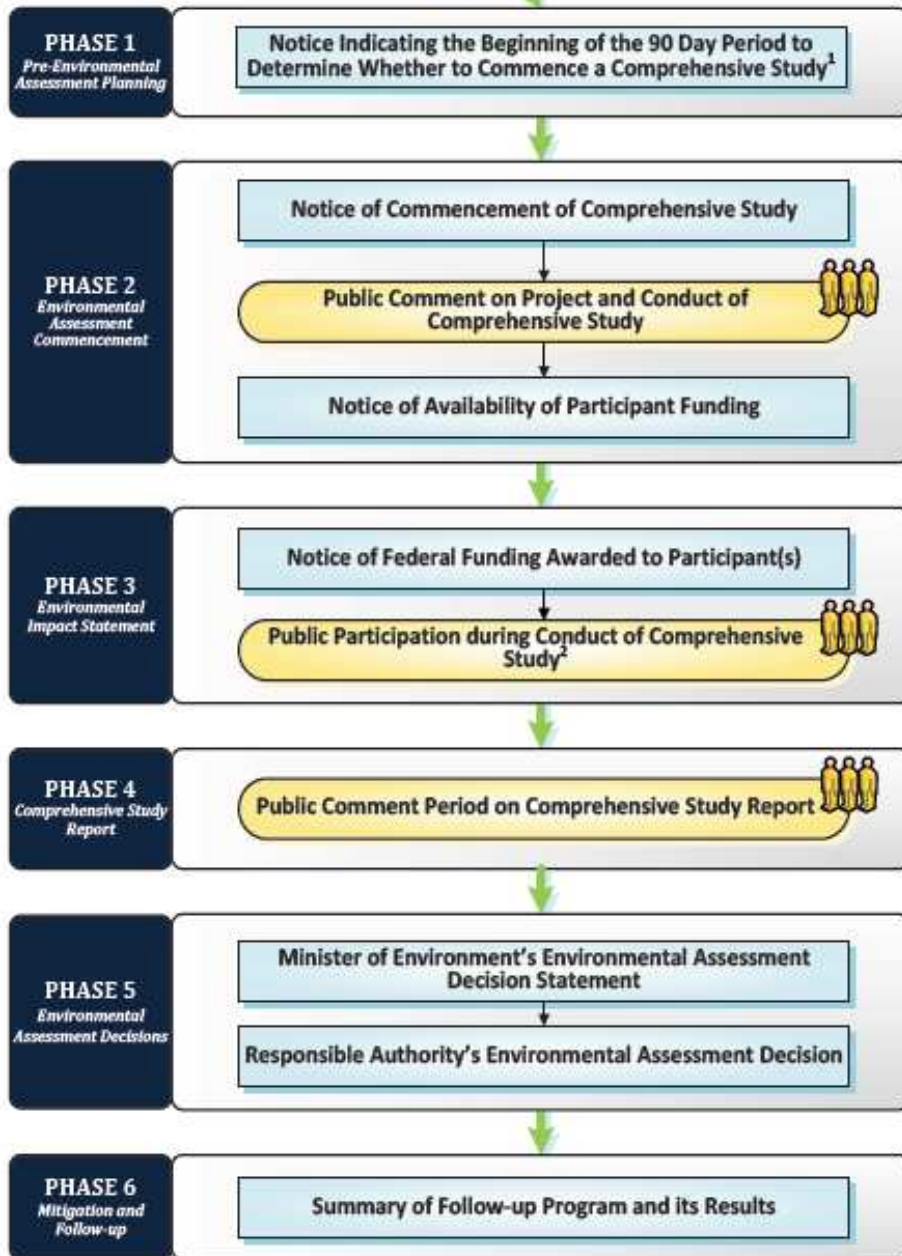 PHASE 1
Pre-Environmental
Assessment Planning
Notice Indicating the Beginning of the 90 Day Period to
Determine Whether to Commence a Comprehensive Study¹
PHASE 2
Environmental
Assessment
Commencement
Notice of Commencement of Comprehensive Study
Public Comment on Project and Conduct of
Comprehensive Study
Notice of Availability of Participant Funding
PHASE 3
Environmental
Impact Statement
Notice of Federal Funding Awarded to Participant(s)
Public Participation during Conduct of Comprehensive
Study²
PHASE 4
Comprehensive Study
Report
Public Comment Period on Comprehensive Study Report
PHASE 5
Environmental
Assessment Decisions
Minister of Environment's Environmental Assessment
Decision Statement
Responsible Authority's Environmental Assessment Decision
PHASE 6
Mitigation and
Follow-up
Summary of Follow-up Program and its Results